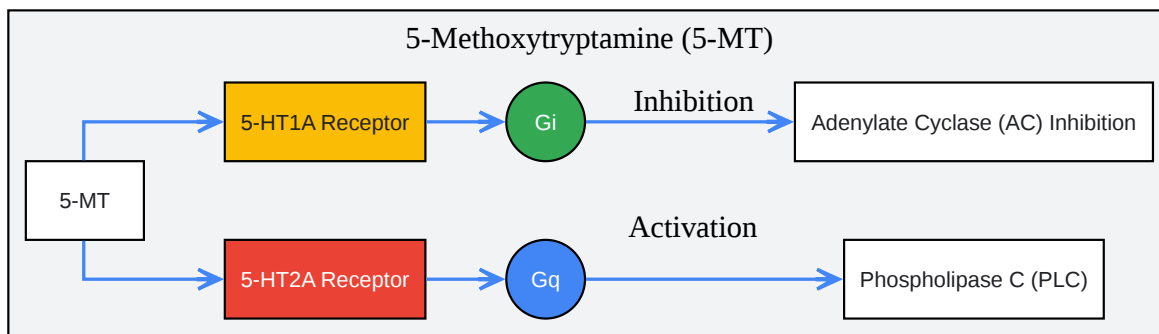 5-Methoxytryptamine (5-MT)
5-HT1A Receptor
Gi
Inhibition
Adenylate Cyclase (AC) Inhibition
5-MT
5-HT2A Receptor
Gq
Activation
Phospholipase C (PLC)